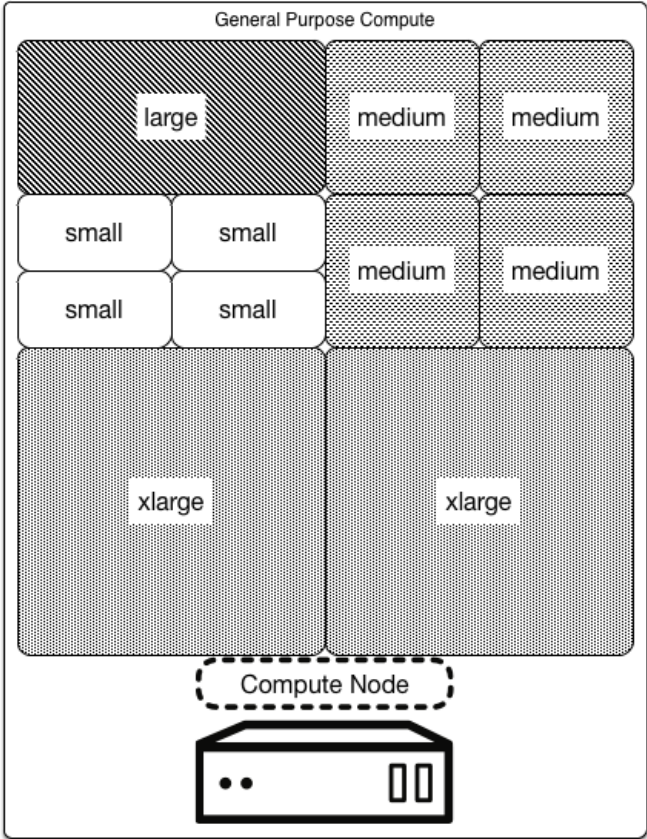 General Purpose Compute
large
medium
medium
small
small
medium
medium
small
small
xlarge
xlarge
Compute Node